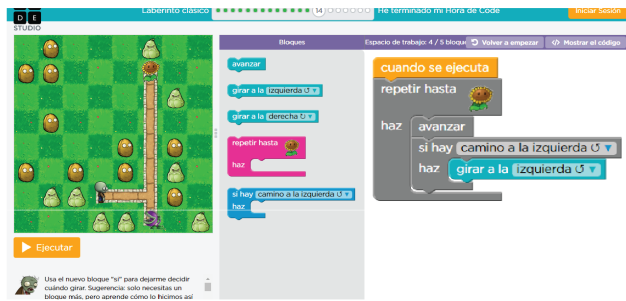 Laberinto clásico
14
He terminado mi Hora de Code
Iniciar Sesión
D E
STUDIO
Bloques
Espacio de trabajo: 4 / 5 bloqu
Volver a empezar
Mostrar el código
avanzar
girar a la izquierda ↺ ▼
girar a la derecha ↻ ▼
repetir hasta
haz
si hay camino a la izquierda ↺ ▼
haz
cuando se ejecuta
repetir hasta
haz avanzar
si hay camino a la izquierda ↺ ▼
haz girar a la izquierda ↺ ▼
Ejecutar
Usa el nuevo bloque "si" para dejarme decidir
cuándo girar. Sugerencia: solo necesitas un
bloque más, pero aprende cómo lo hicimos así